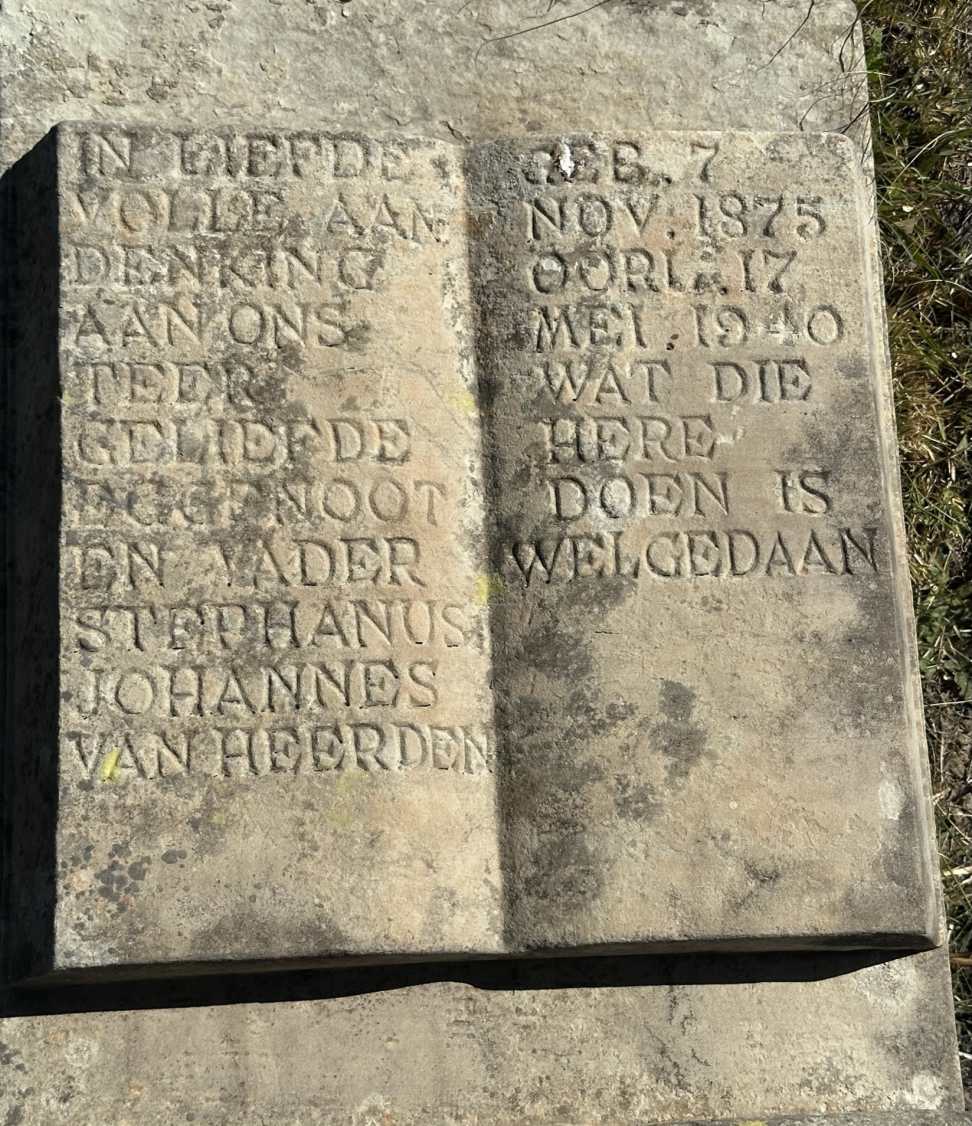 IN LIEFDE
VOLLE AAN
DENKING
AAN ONS
TEER
GELIEFDE
EGGENOOT
EN VADER
STEPHANUS
JOHANNES
VAN HEERDEN
GEB. 7
NOV. 1875
OORL. 17
MEI. 1940
WAT DIE
HERE
DOEN IS
WELGEDAAN